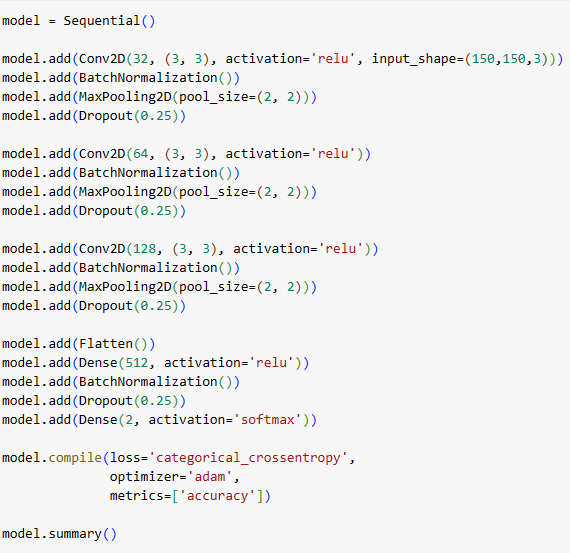 model = Sequential()
model.add(Conv2D(32, (3, 3), activation='relu', input_shape=(150,150,3)))
model.add(BatchNormalization())
model.add(MaxPooling2D(pool_size=(2, 2)))
model.add(Dropout(0.25))
model.add(Conv2D(64, (3, 3), activation='relu'))
model.add(BatchNormalization())
model.add(MaxPooling2D(pool_size=(2, 2)))
model.add(Dropout(0.25))
model.add(Conv2D(128, (3, 3), activation='relu'))
model.add(BatchNormalization())
model.add(MaxPooling2D(pool_size=(2, 2)))
model.add(Dropout(0.25))
model.add(Flatten())
model.add(Dense(512, activation='relu'))
model.add(BatchNormalization())
model.add(Dropout(0.25))
model.add(Dense(2, activation='softmax'))
model.compile(loss='categorical_crossentropy',
              optimizer='adam',
              metrics=['accuracy'])
model.summary()